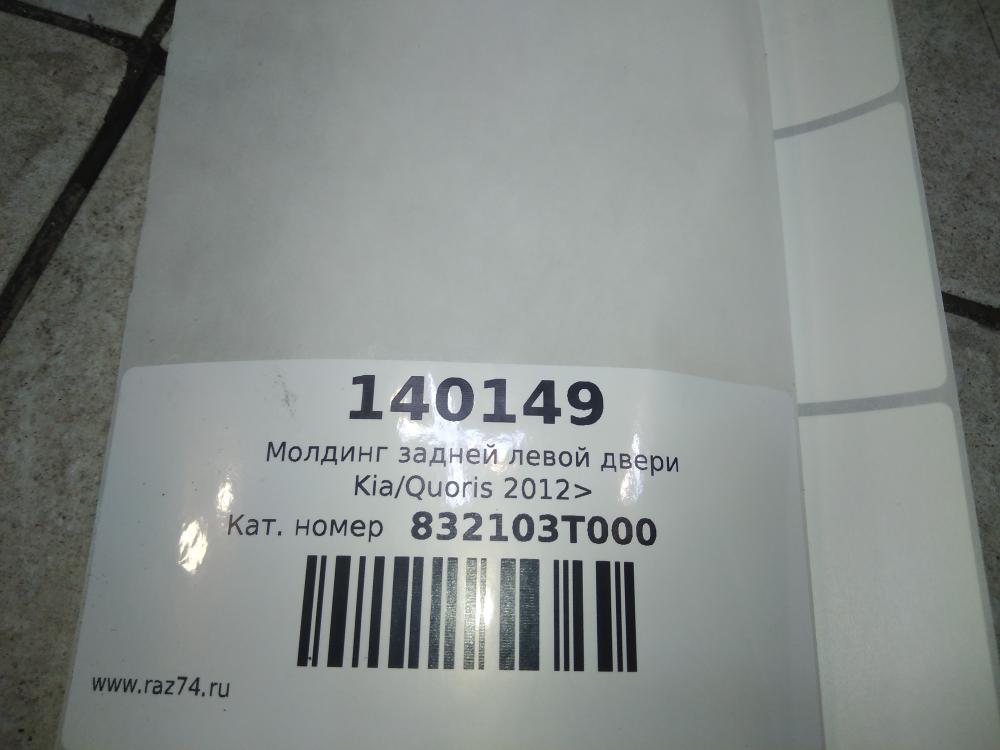 140149
Молдинг задней левой двери
Kia/Quoris 2012>
Кат. номер 832103T000
www.raz74.ru